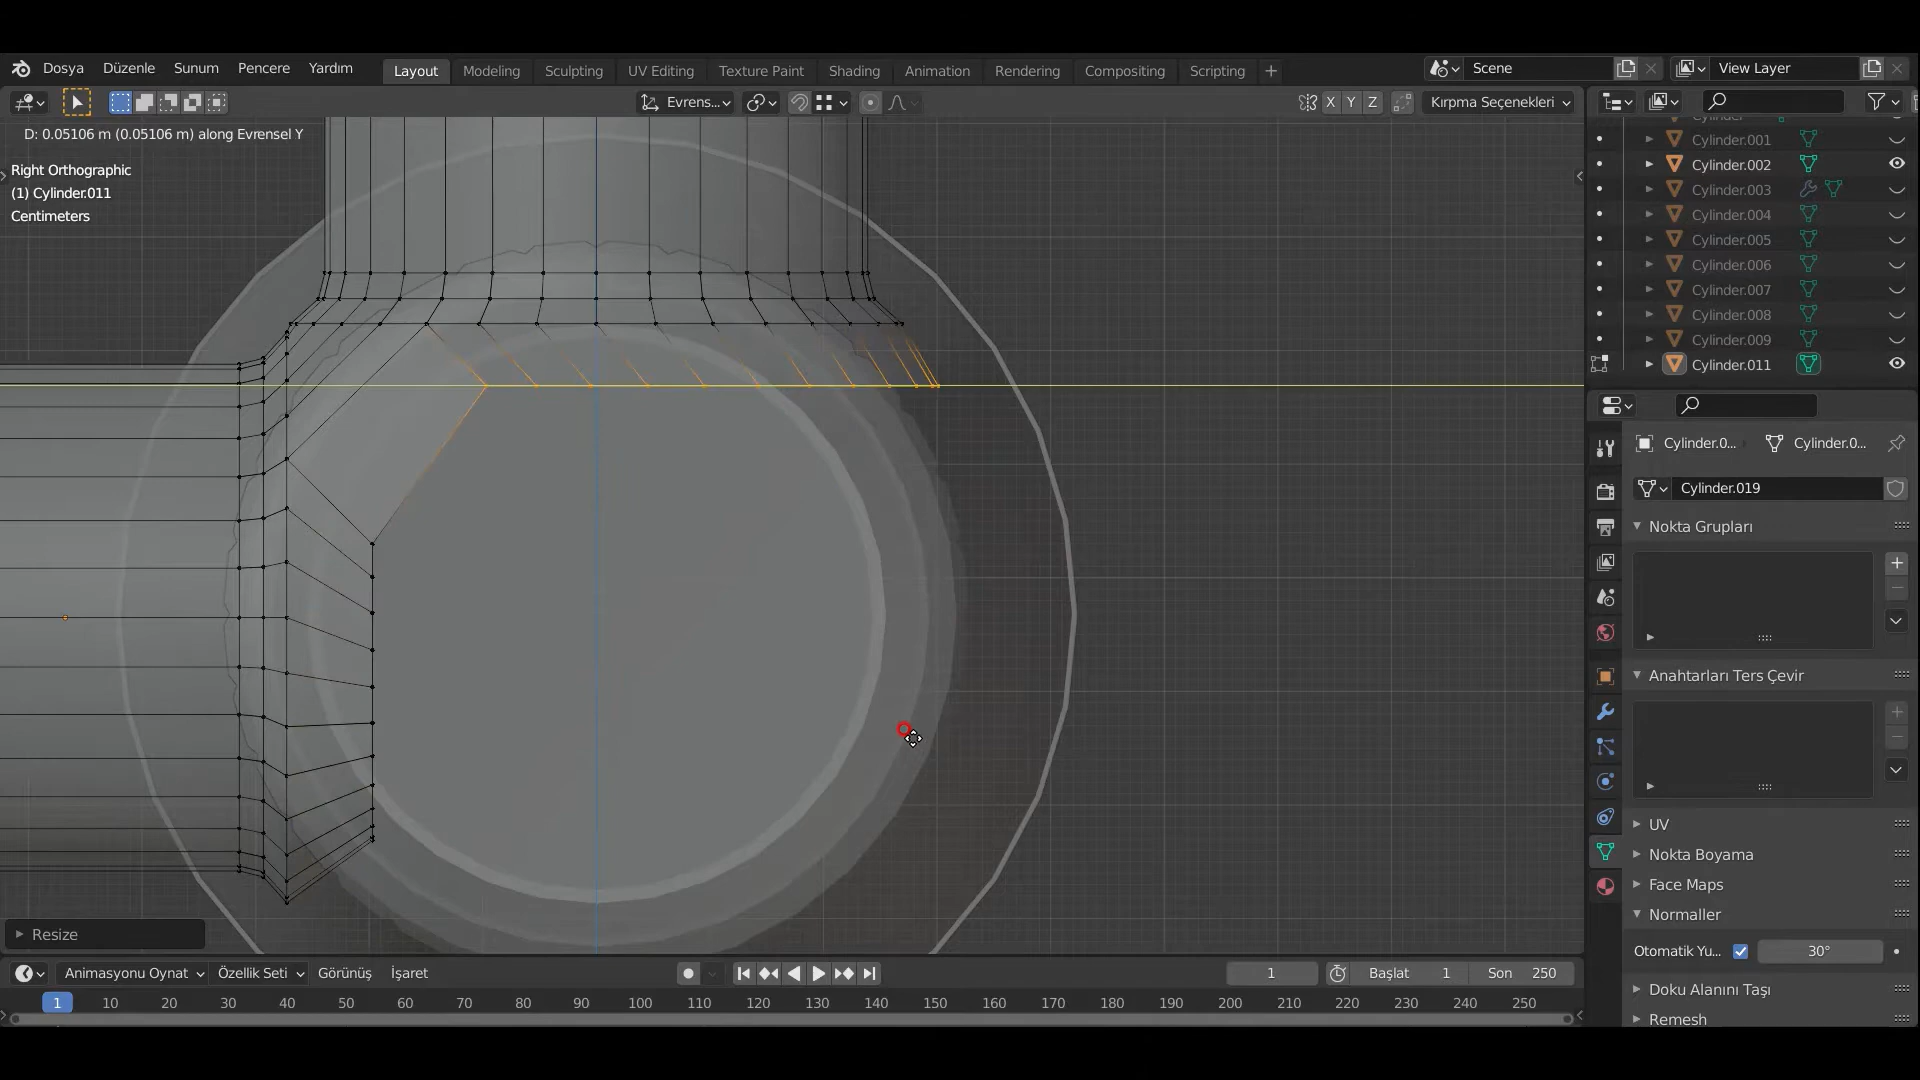 Dosya Düzenle Sunum Pencere Yardım Layout Modeling Sculpting UV Editing Texture Paint Shading Animation Rendering Compositing Scripting + Scene View Layer
Evrens... X Y Z Kırpma Seçenekleri
D: 0.05106 m (0.05106 m) along Evrensel Y
Right Orthographic
(1) Cylinder.011
Centimeters
Cylinder.001
Cylinder.002
Cylinder.003
Cylinder.004
Cylinder.005
Cylinder.006
Cylinder.007
Cylinder.008
Cylinder.009
Cylinder.011
Cylinder.0... Cylinder.0...
Cylinder.019
Nokta Grupları
Anahtarları Ters Çevir
UV
Nokta Boyama
Face Maps
Normaller
Otomatik Yu... 30°
Doku Alanını Taşı
Remesh
Resize
Animasyonu Oynat Özellik Seti Görünüş İşaret 1 Başlat 1 Son 250
1 10 20 30 40 50 60 70 80 90 100 110 120 130 140 150 160 170 180 190 200 210 220 230 240 250